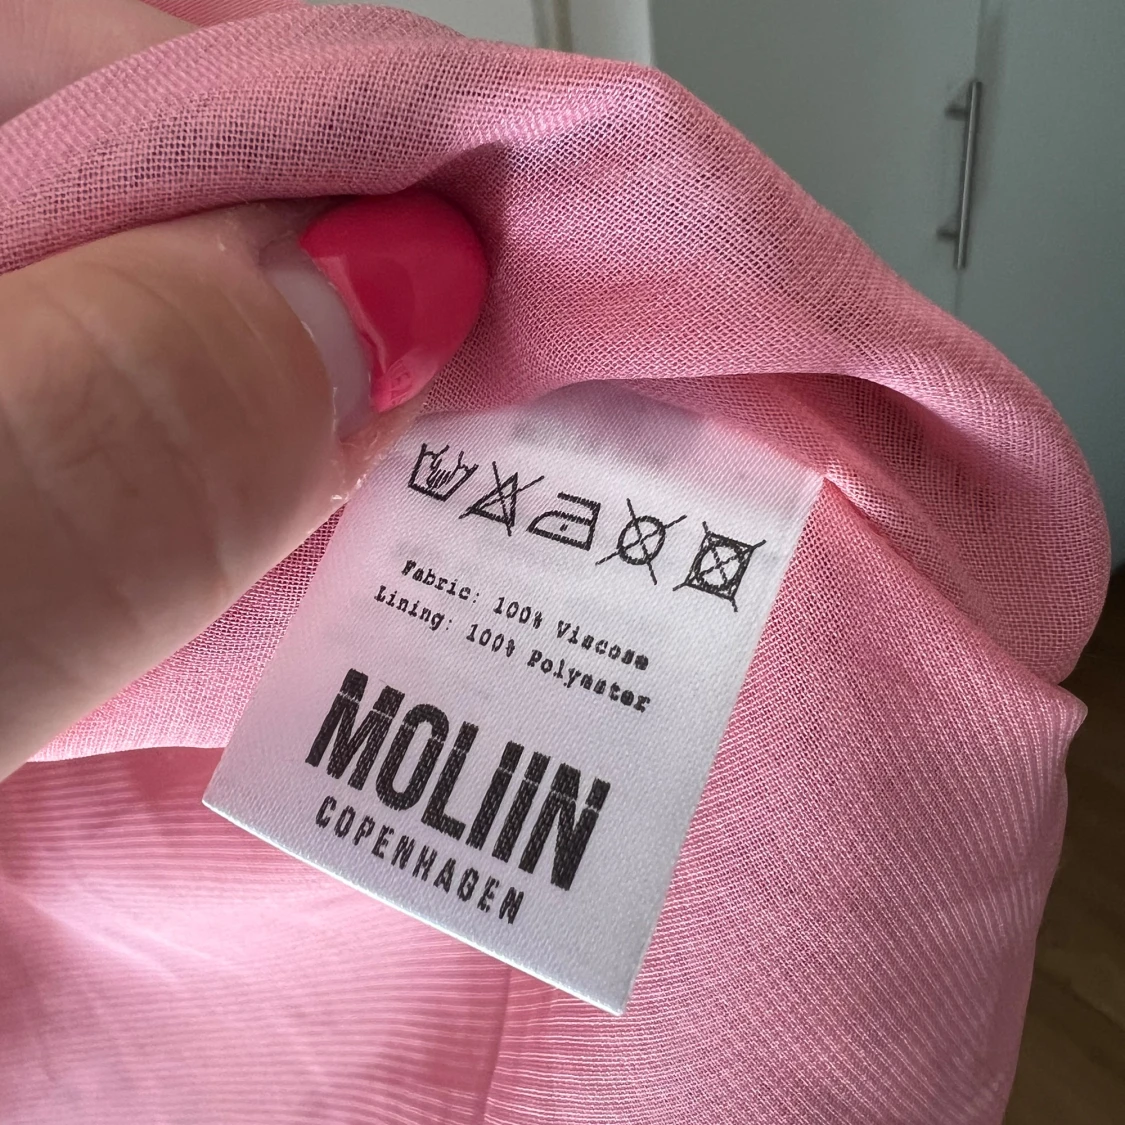 Fabric: 100% Viscose
Lining: 100% Polyester
MOLIIN
COPENHAGEN